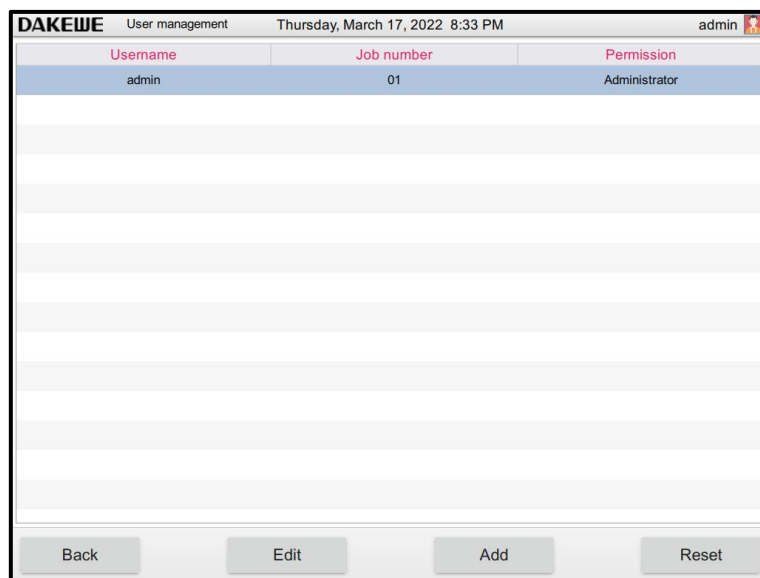 DAKEWE User management Thursday, March 17, 2022 8:33 PM admin
Username Job number Permission
admin 01 Administrator
Back Edit Add Reset